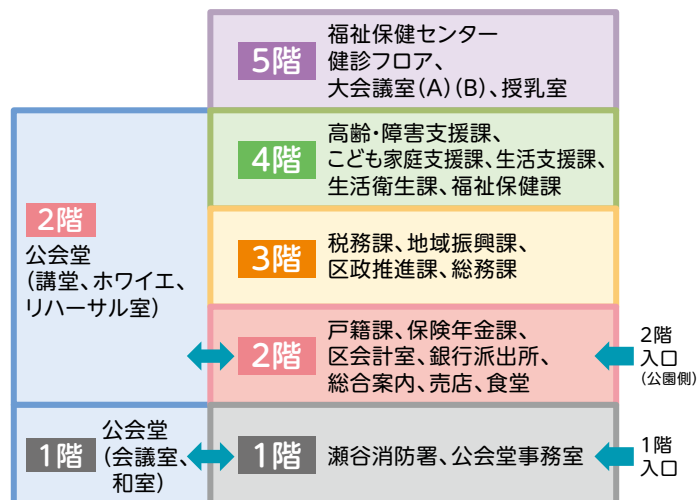 5階
福祉保健センター
健診フロア、
大会議室(A)(B)、授乳室
4階
高齢・障害支援課、
こども家庭支援課、生活支援課、
生活衛生課、福祉保健課
3階
税務課、地域振興課、
区政推進課、総務課
2階
公会堂
(講堂、ホワイエ、
リハーサル室)
2階
戸籍課、保険年金課、
区会計室、銀行派出所、
総合案内、売店、食堂
2階
入口
(公園側)
1階
公会堂
(会議室、
和室)
1階
瀬谷消防署、公会堂事務室
1階
入口